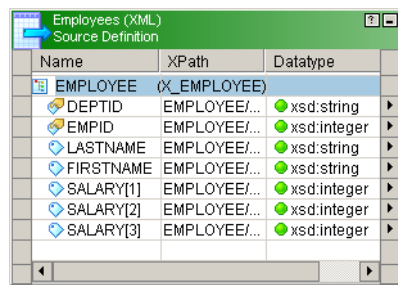 Employees (XML)
Source Definition
Name XPath Datatype
EMPLOYEE (X_EMPLOYEE)
DEPTID EMPLOYEE/... xsd:string
EMPID EMPLOYEE/... xsd:integer
LASTNAME EMPLOYEE/... xsd:string
FIRSTNAME EMPLOYEE/... xsd:string
SALARY[1] EMPLOYEE/... xsd:integer
SALARY[2] EMPLOYEE/... xsd:integer
SALARY[3] EMPLOYEE/... xsd:integer